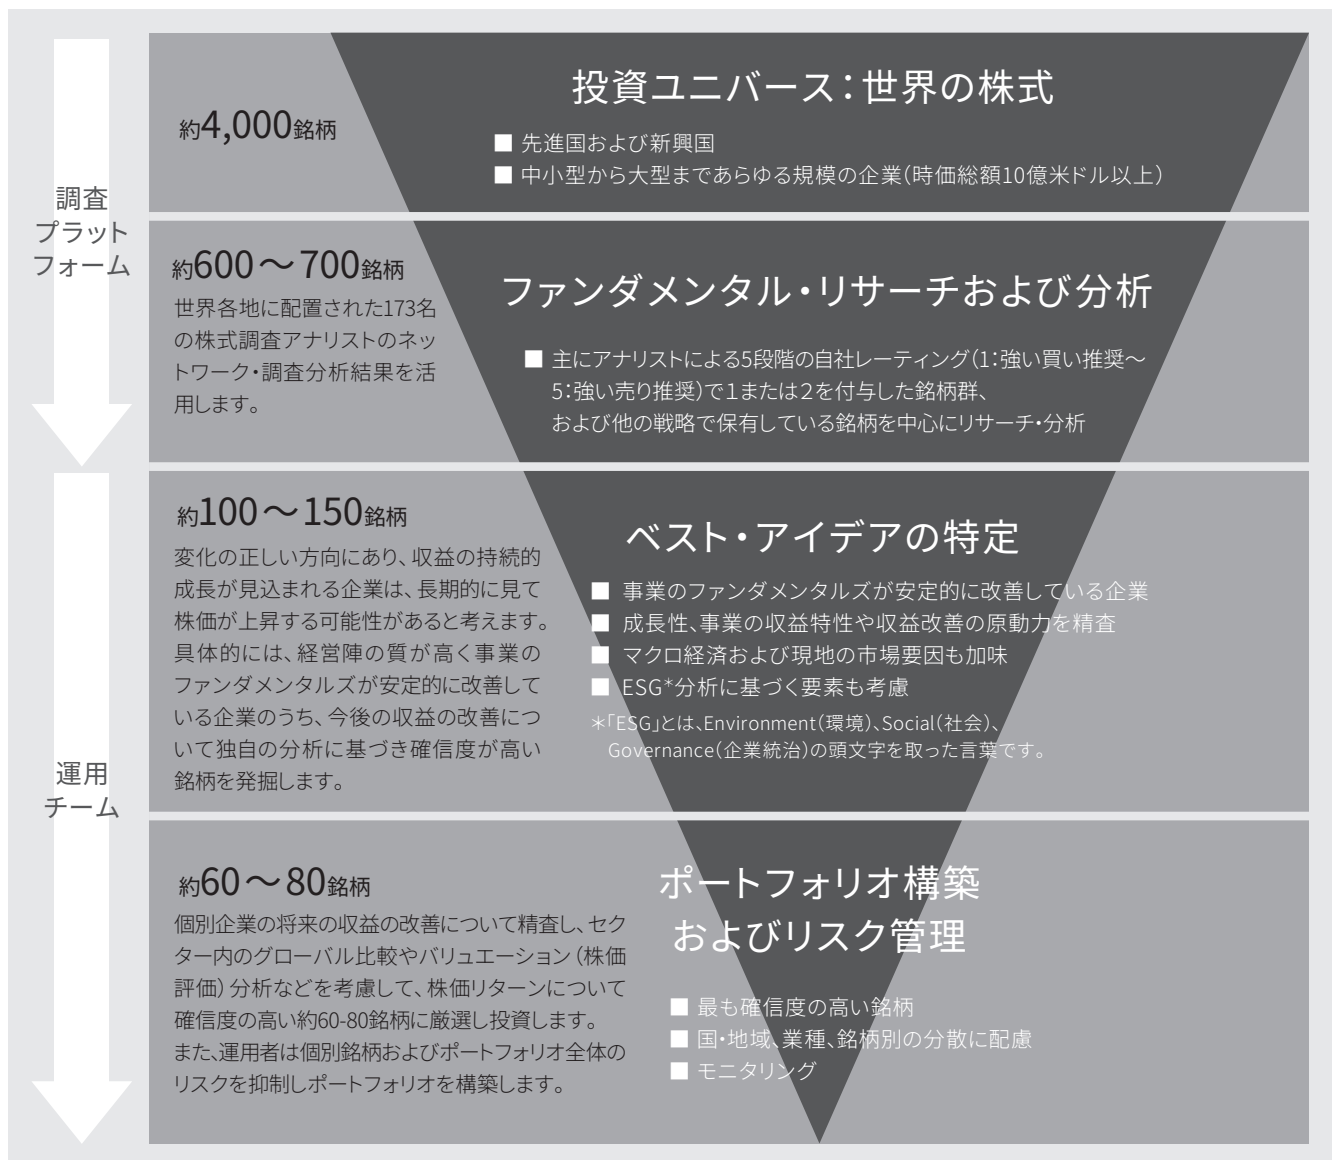 調査
プラット
フォーム
約4,000銘柄
投資ユニバース：世界の株式
■ 先進国および新興国
■ 中小型から大型まであらゆる規模の企業（時価総額10億米ドル以上）
約600～700銘柄
世界各地に配置された173名
の株式調査アナリストのネッ
トワーク・調査分析結果を活
用します。
ファンダメンタル・リサーチおよび分析
■ 主にアナリストによる5段階の自社レーティング（1：強い買い推奨～
5：強い売り推奨）で１または２を付与した銘柄群、
および他の戦略で保有している銘柄を中心にリサーチ・分析
運用
チーム
約100～150銘柄
変化の正しい方向にあり、収益の持続的
成長が見込まれる企業は、長期的に見て
株価が上昇する可能性があると考えます。
具体的には、経営陣の質が高く事業の
ファンダメンタルズが安定的に改善して
いる企業のうち、今後の収益の改善につ
いて独自の分析に基づき確信度が高い
銘柄を発掘します。
ベスト・アイデアの特定
■ 事業のファンダメンタルズが安定的に改善している企業
■ 成長性、事業の収益特性や収益改善の原動力を精査
■ マクロ経済および現地の市場要因も加味
■ ESG＊分析に基づく要素も考慮
＊「ESG」とは、Environment（環境）、Social（社会）、
Governance（企業統治）の頭文字を取った言葉です。
約60～80銘柄
個別企業の将来の収益の改善について精査し、セク
ター内のグローバル比較やバリュエーション（株価
評価）分析などを考慮して、株価リターンについて
確信度の高い約60-80銘柄に厳選し投資します。
また、運用者は個別銘柄およびポートフォリオ全体の
リスクを抑制しポートフォリオを構築します。
ポートフォリオ構築
およびリスク管理
■ 最も確信度の高い銘柄
■ 国・地域、業種、銘柄別の分散に配慮
■ モニタリング